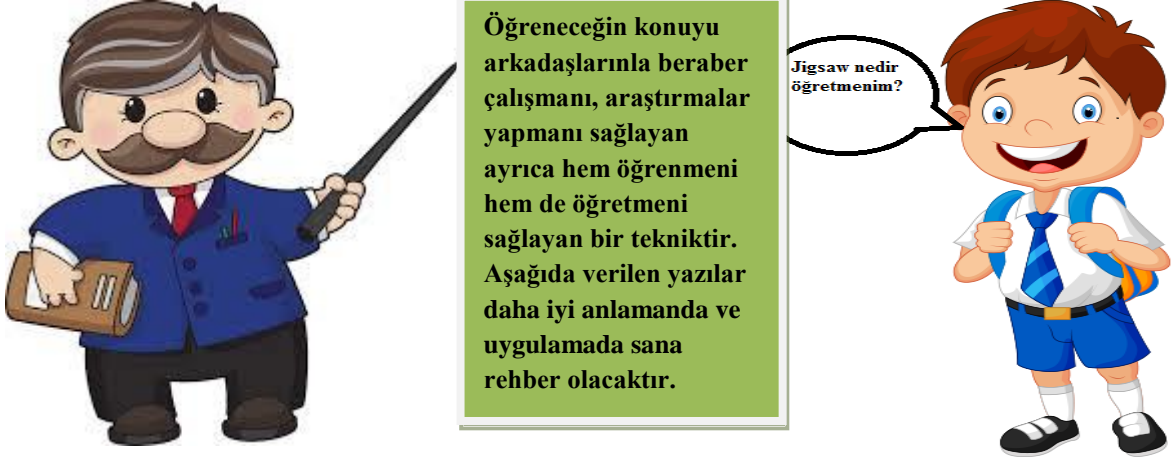 Öğreneceğin konuyu
arkadaşlarınla beraber
çalışmanı, araştırmalar
yapmanı sağlayan
ayrıca hem öğrenmeni
hem de öğretmeni
sağlayan bir tekniktir.
Aşağıda verilen yazılar
daha iyi anlamanda ve
uygulamada sana
rehber olacaktır.
Jigsaw nedir
öğretmenim?